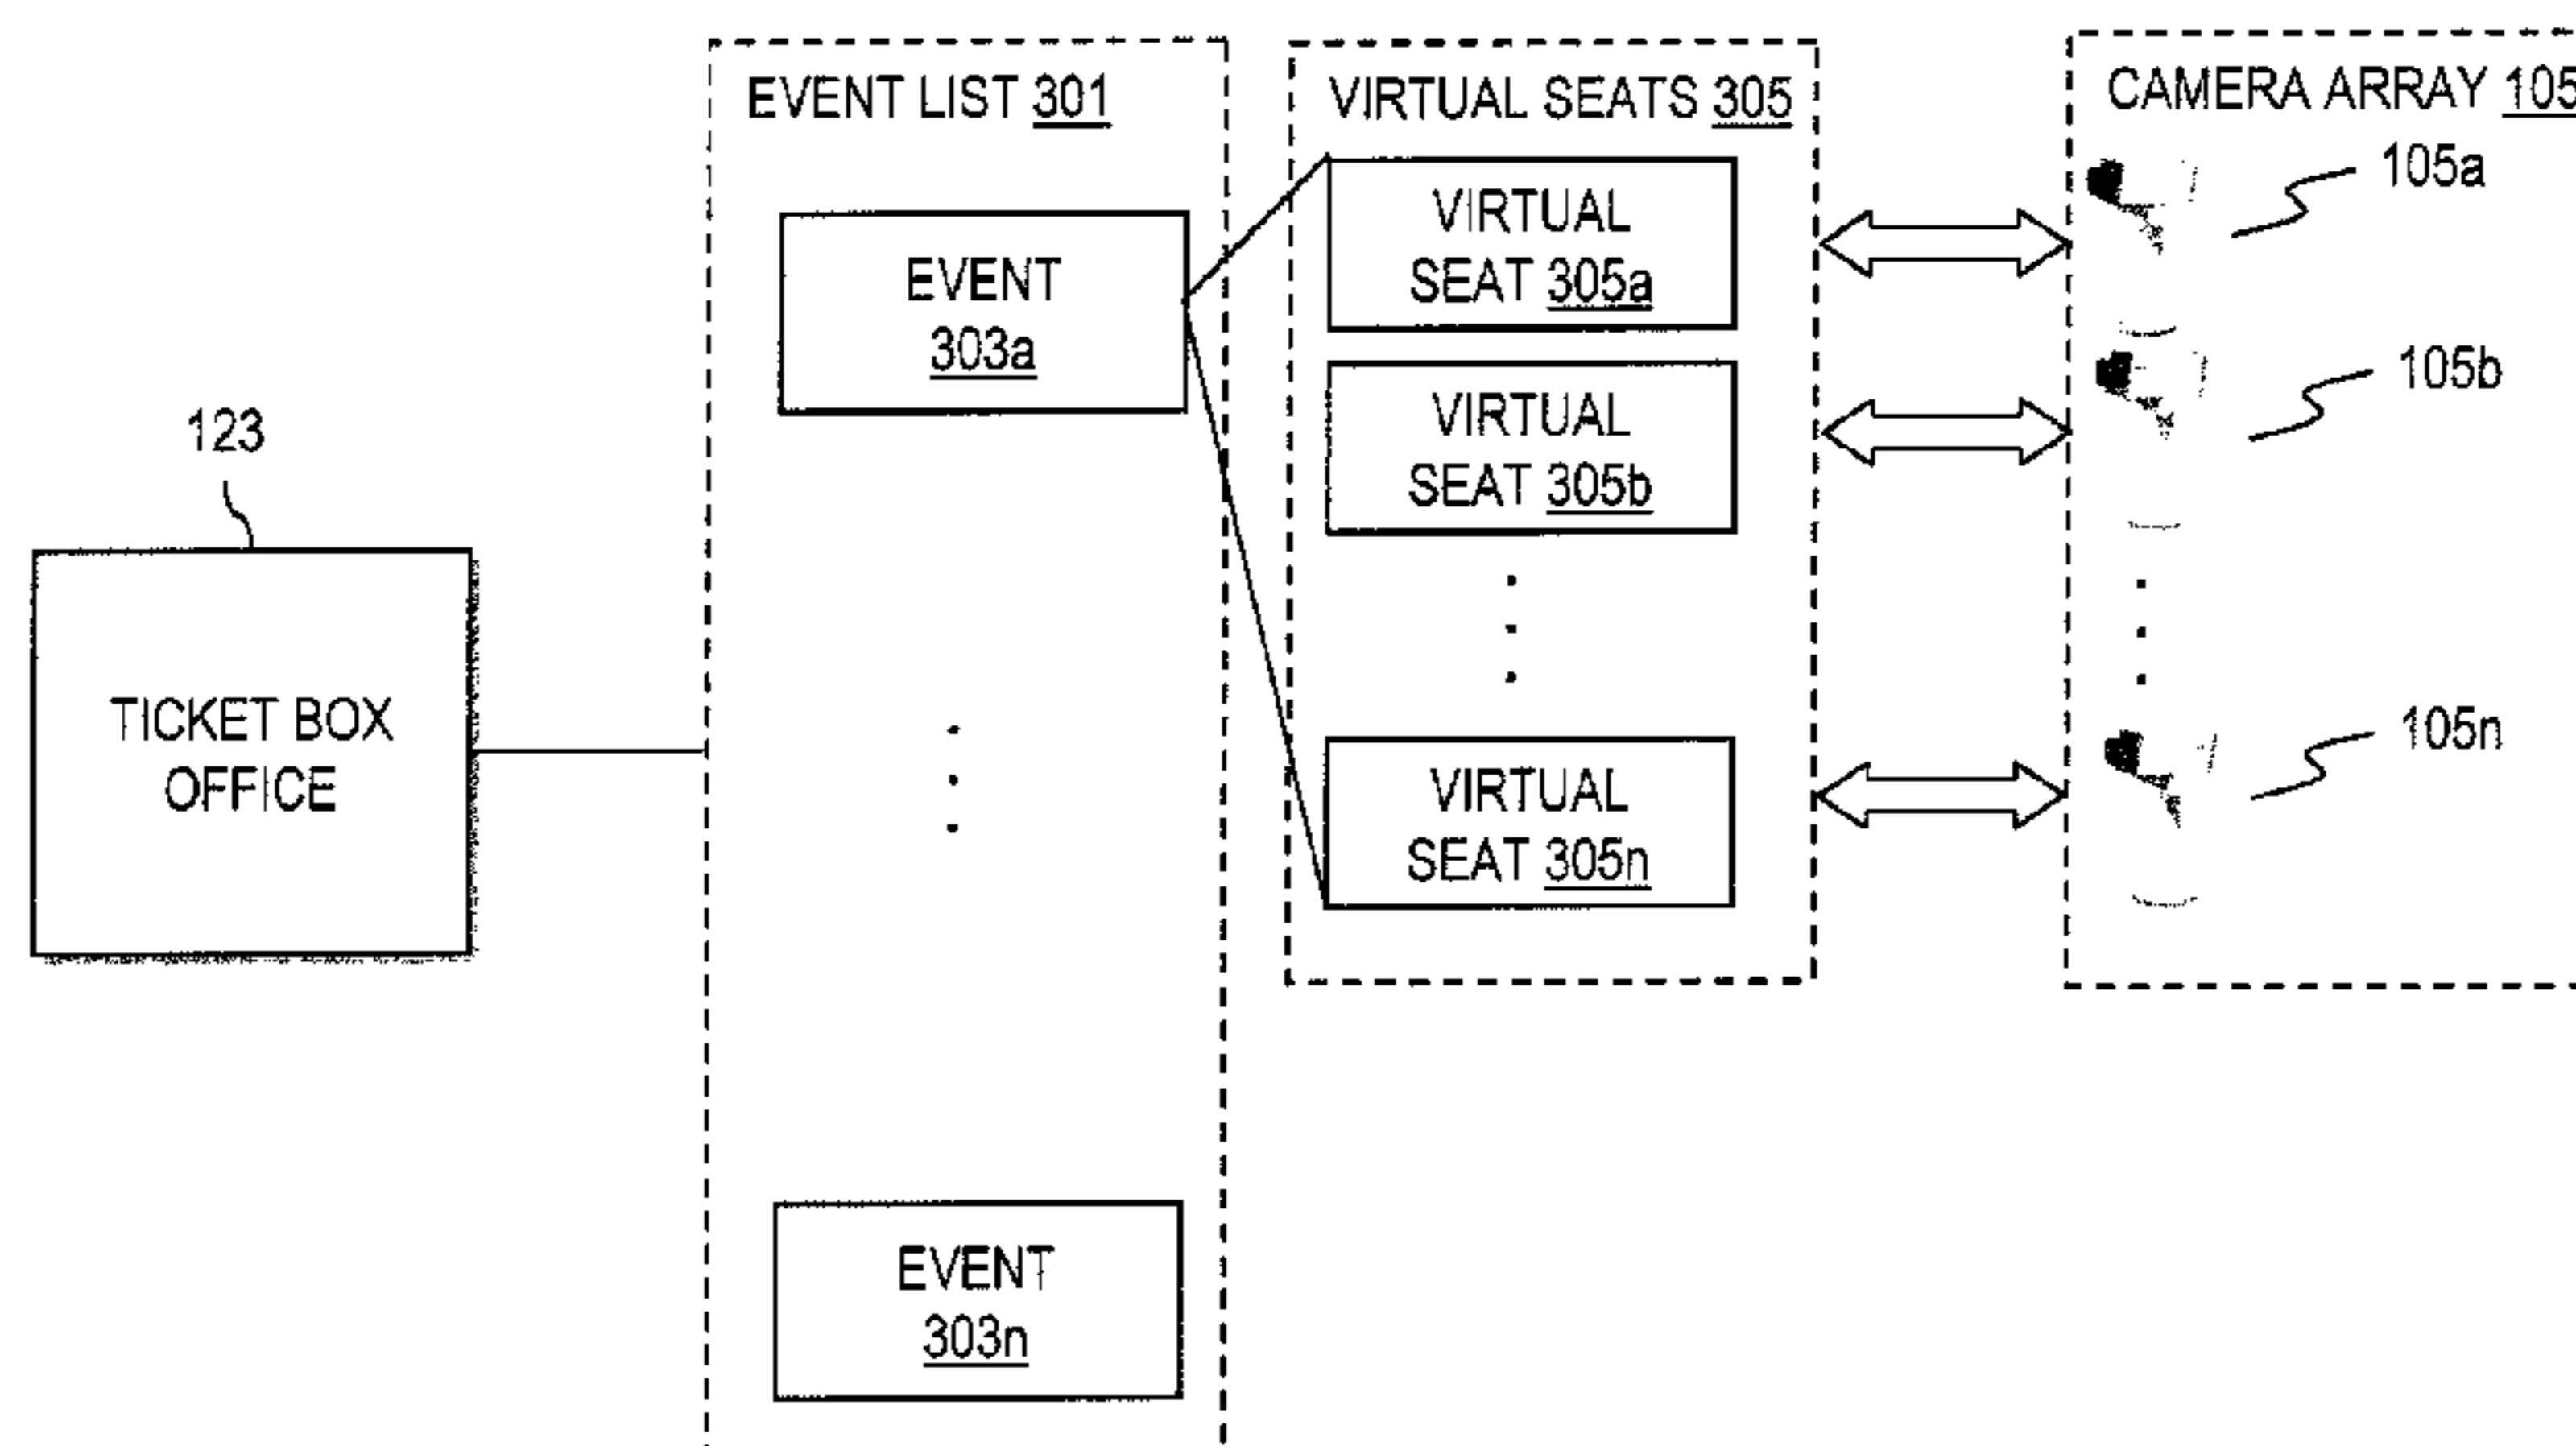 123
TICKET BOX
OFFICE
EVENT LIST 301
EVENT
303a
EVENT
303n
VIRTUAL SEATS 305
VIRTUAL
SEAT 305a
VIRTUAL
SEAT 305b
VIRTUAL
SEAT 305n
CAMERA ARRAY 105
105a
105b
105n